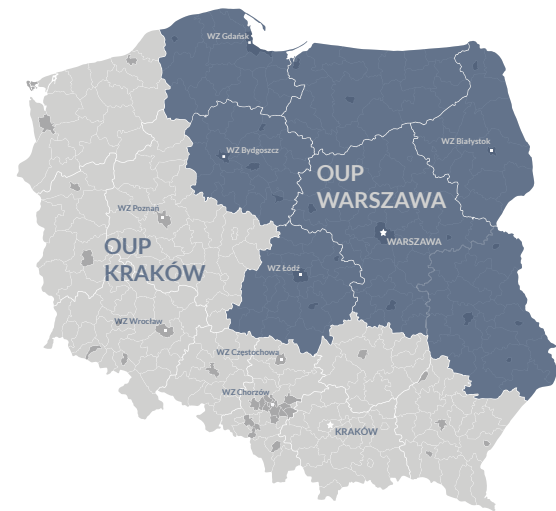 WZ Gdańsk
WZ Bydgoszcz
WZ Białystok
OUP
WARSZAWA
WZ Poznań
OUP
KRAKÓW
WARSZAWA
WZ Łódź
WZ Wrocław
WZ Częstochowa
WZ Chorzów
KRAKÓW